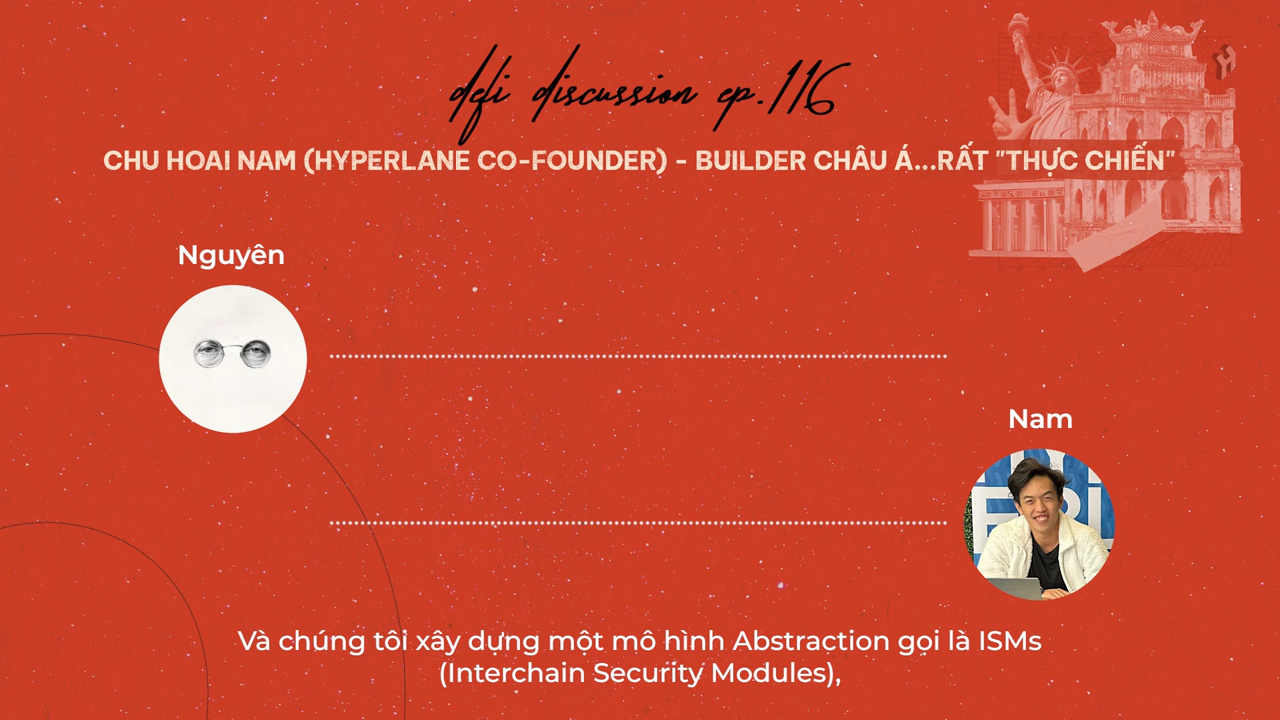 defi discussion ep.116
CHU HOAI NAM (HYPERLANE CO-FOUNDER) - BUILDER CHÂU Á...RẤT "THỰC CHIẾN"
Nguyên
Nam
Và chúng tôi xây dựng một mô hình Abstraction gọi là ISMs
(Interchain Security Modules),